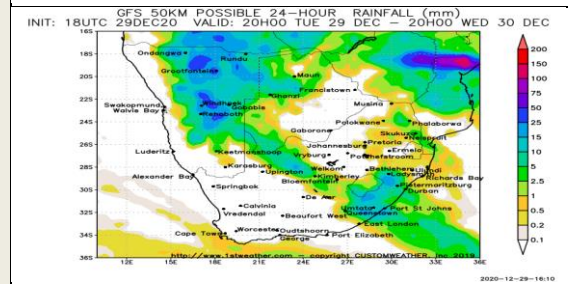 GFS 50KM POSSIBLE 24-HOUR RAINFALL (mm)
INIT: 18UTC 29DEC20 VALID: 20H00 TUE 29 DEC – 20H00 WED 30 DEC
16S
18S
20S
22S
24S
26S
28S
30S
32S
34S
36S
Ondongwa
Rundu
Grootfontein
Maun
Ghanzi
Francistown
Windhoek
Gobabis
Musina
Swakopmund
Walvis Bay
Rehoboth
Polokwane
Phalaborwa
Gaborone
Skukuza
Nelspruit
Johannesburg
Pretoria
Luderitz
Keetmanshoop
Vryburg
Potchefstroom
Ermelo
Karasburg
Upington
Welkom
Bethlehem
Ulundi
Alexander Bay
Kimberley
Ladysmith
Richards Bay
Bloemfontein
Springbok
Pietermaritzburg
Durban
De Aar
Calvinia
Umtata
Port St Johns
Vredendal
Beaufort West
Queenstown
East London
Cape Town
Worcester
Oudtshoorn
George
Port Elizabeth
http://www.1stweather.com – copyright CUSTOMWEATHER, Inc 2019
12E 15E 18E 21E 24E 27E 30E 33E 36E
200
150
100
75
50
25
15
10
5
2.5
1
0.5
0.2
0.1
2020-12-29-16:10